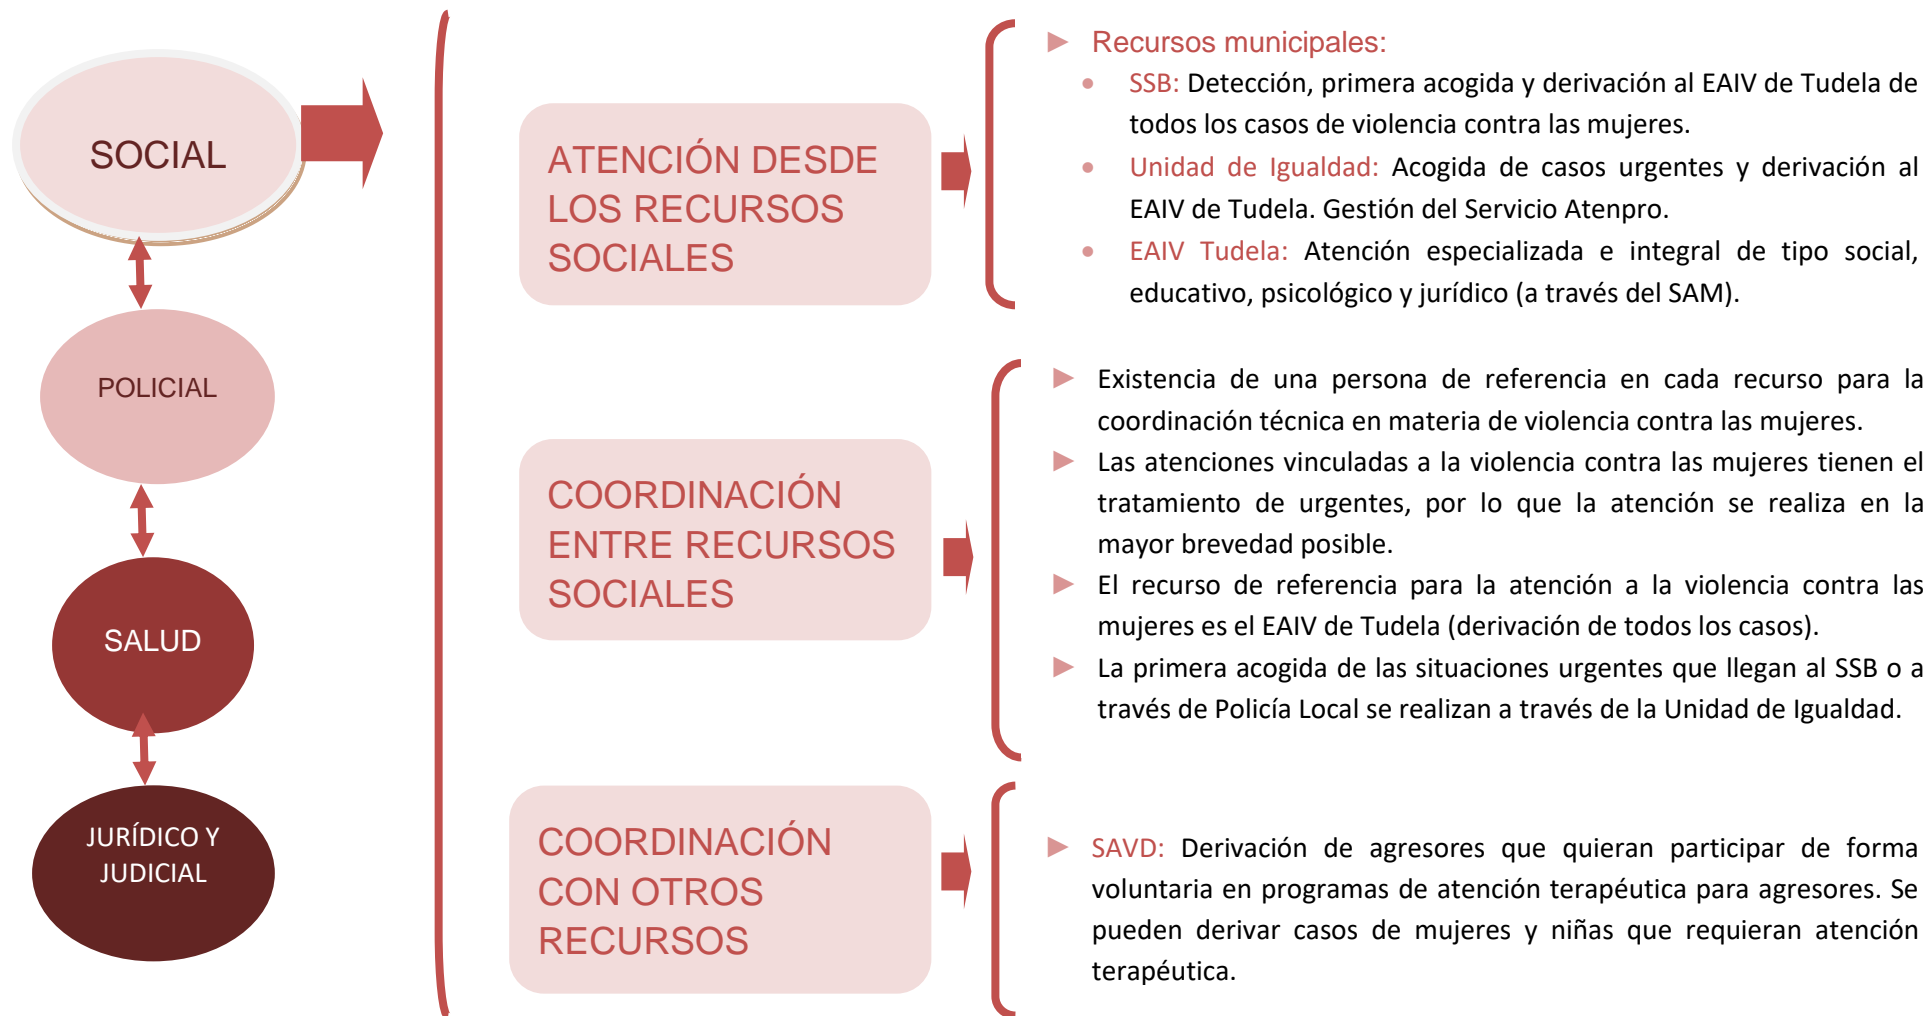 SOCIAL
POLICIAL
SALUD
JURÍDICO Y
JUDICIAL
ATENCIÓN DESDE
LOS RECURSOS
SOCIALES
► Recursos municipales:
• SSB: Detección, primera acogida y derivación al EAIV de Tudela de
todos los casos de violencia contra las mujeres.
• Unidad de Igualdad: Acogida de casos urgentes y derivación al
EAIV de Tudela. Gestión del Servicio Atenpro.
• EAIV Tudela: Atención especializada e integral de tipo social,
educativo, psicológico y jurídico (a través del SAM).
COORDINACIÓN
ENTRE RECURSOS
SOCIALES
► Existencia de una persona de referencia en cada recurso para la
coordinación técnica en materia de violencia contra las mujeres.
► Las atenciones vinculadas a la violencia contra las mujeres tienen el
tratamiento de urgentes, por lo que la atención se realiza en la
mayor brevedad posible.
► El recurso de referencia para la atención a la violencia contra las
mujeres es el EAIV de Tudela (derivación de todos los casos).
► La primera acogida de las situaciones urgentes que llegan al SSB o a
través de Policía Local se realizan a través de la Unidad de Igualdad.
COORDINACIÓN
CON OTROS
RECURSOS
► SAVD: Derivación de agresores que quieran participar de forma
voluntaria en programas de atención terapéutica para agresores. Se
pueden derivar casos de mujeres y niñas que requieran atención
terapéutica.